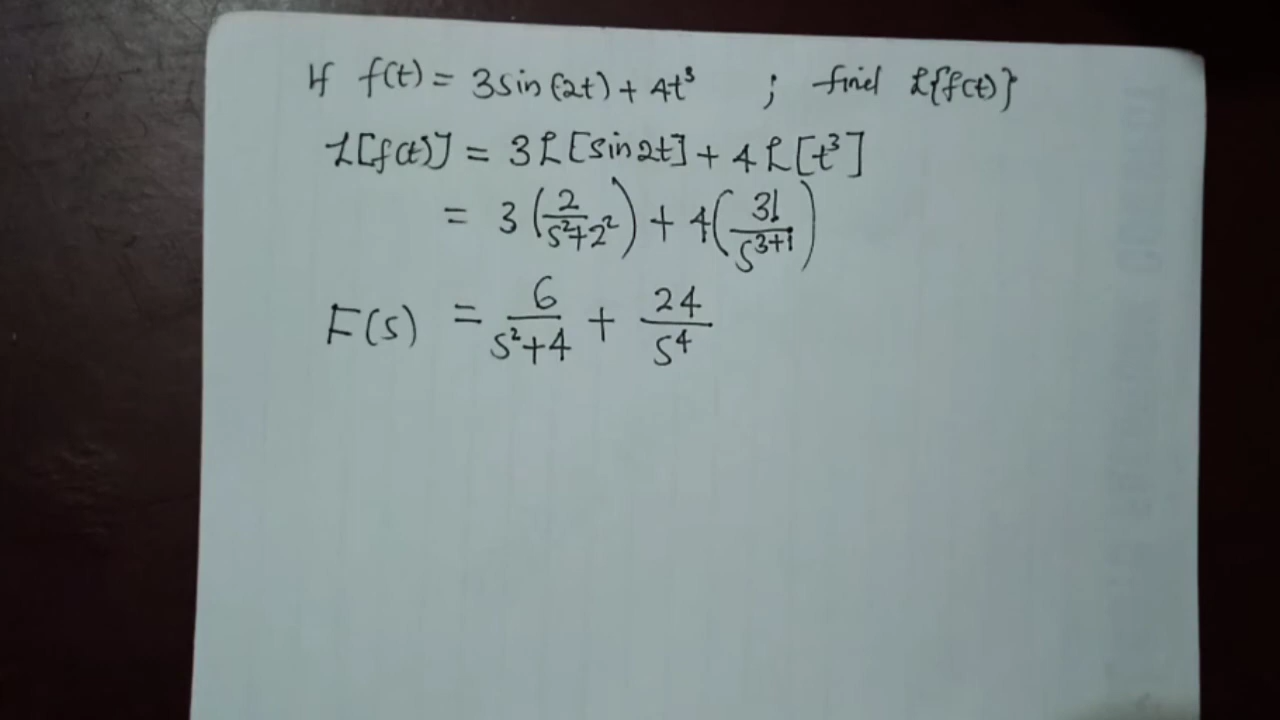 If f(t) = 3sin(2t) + 4t³ ; find ℒ{f(t)}
ℒ[f(t)] = 3ℒ[sin2t] + 4ℒ[t³]
= 3(2/(s²+2²)) + 4(3!/s³⁺¹)
F(s) = 6/(s²+4) + 24/s⁴